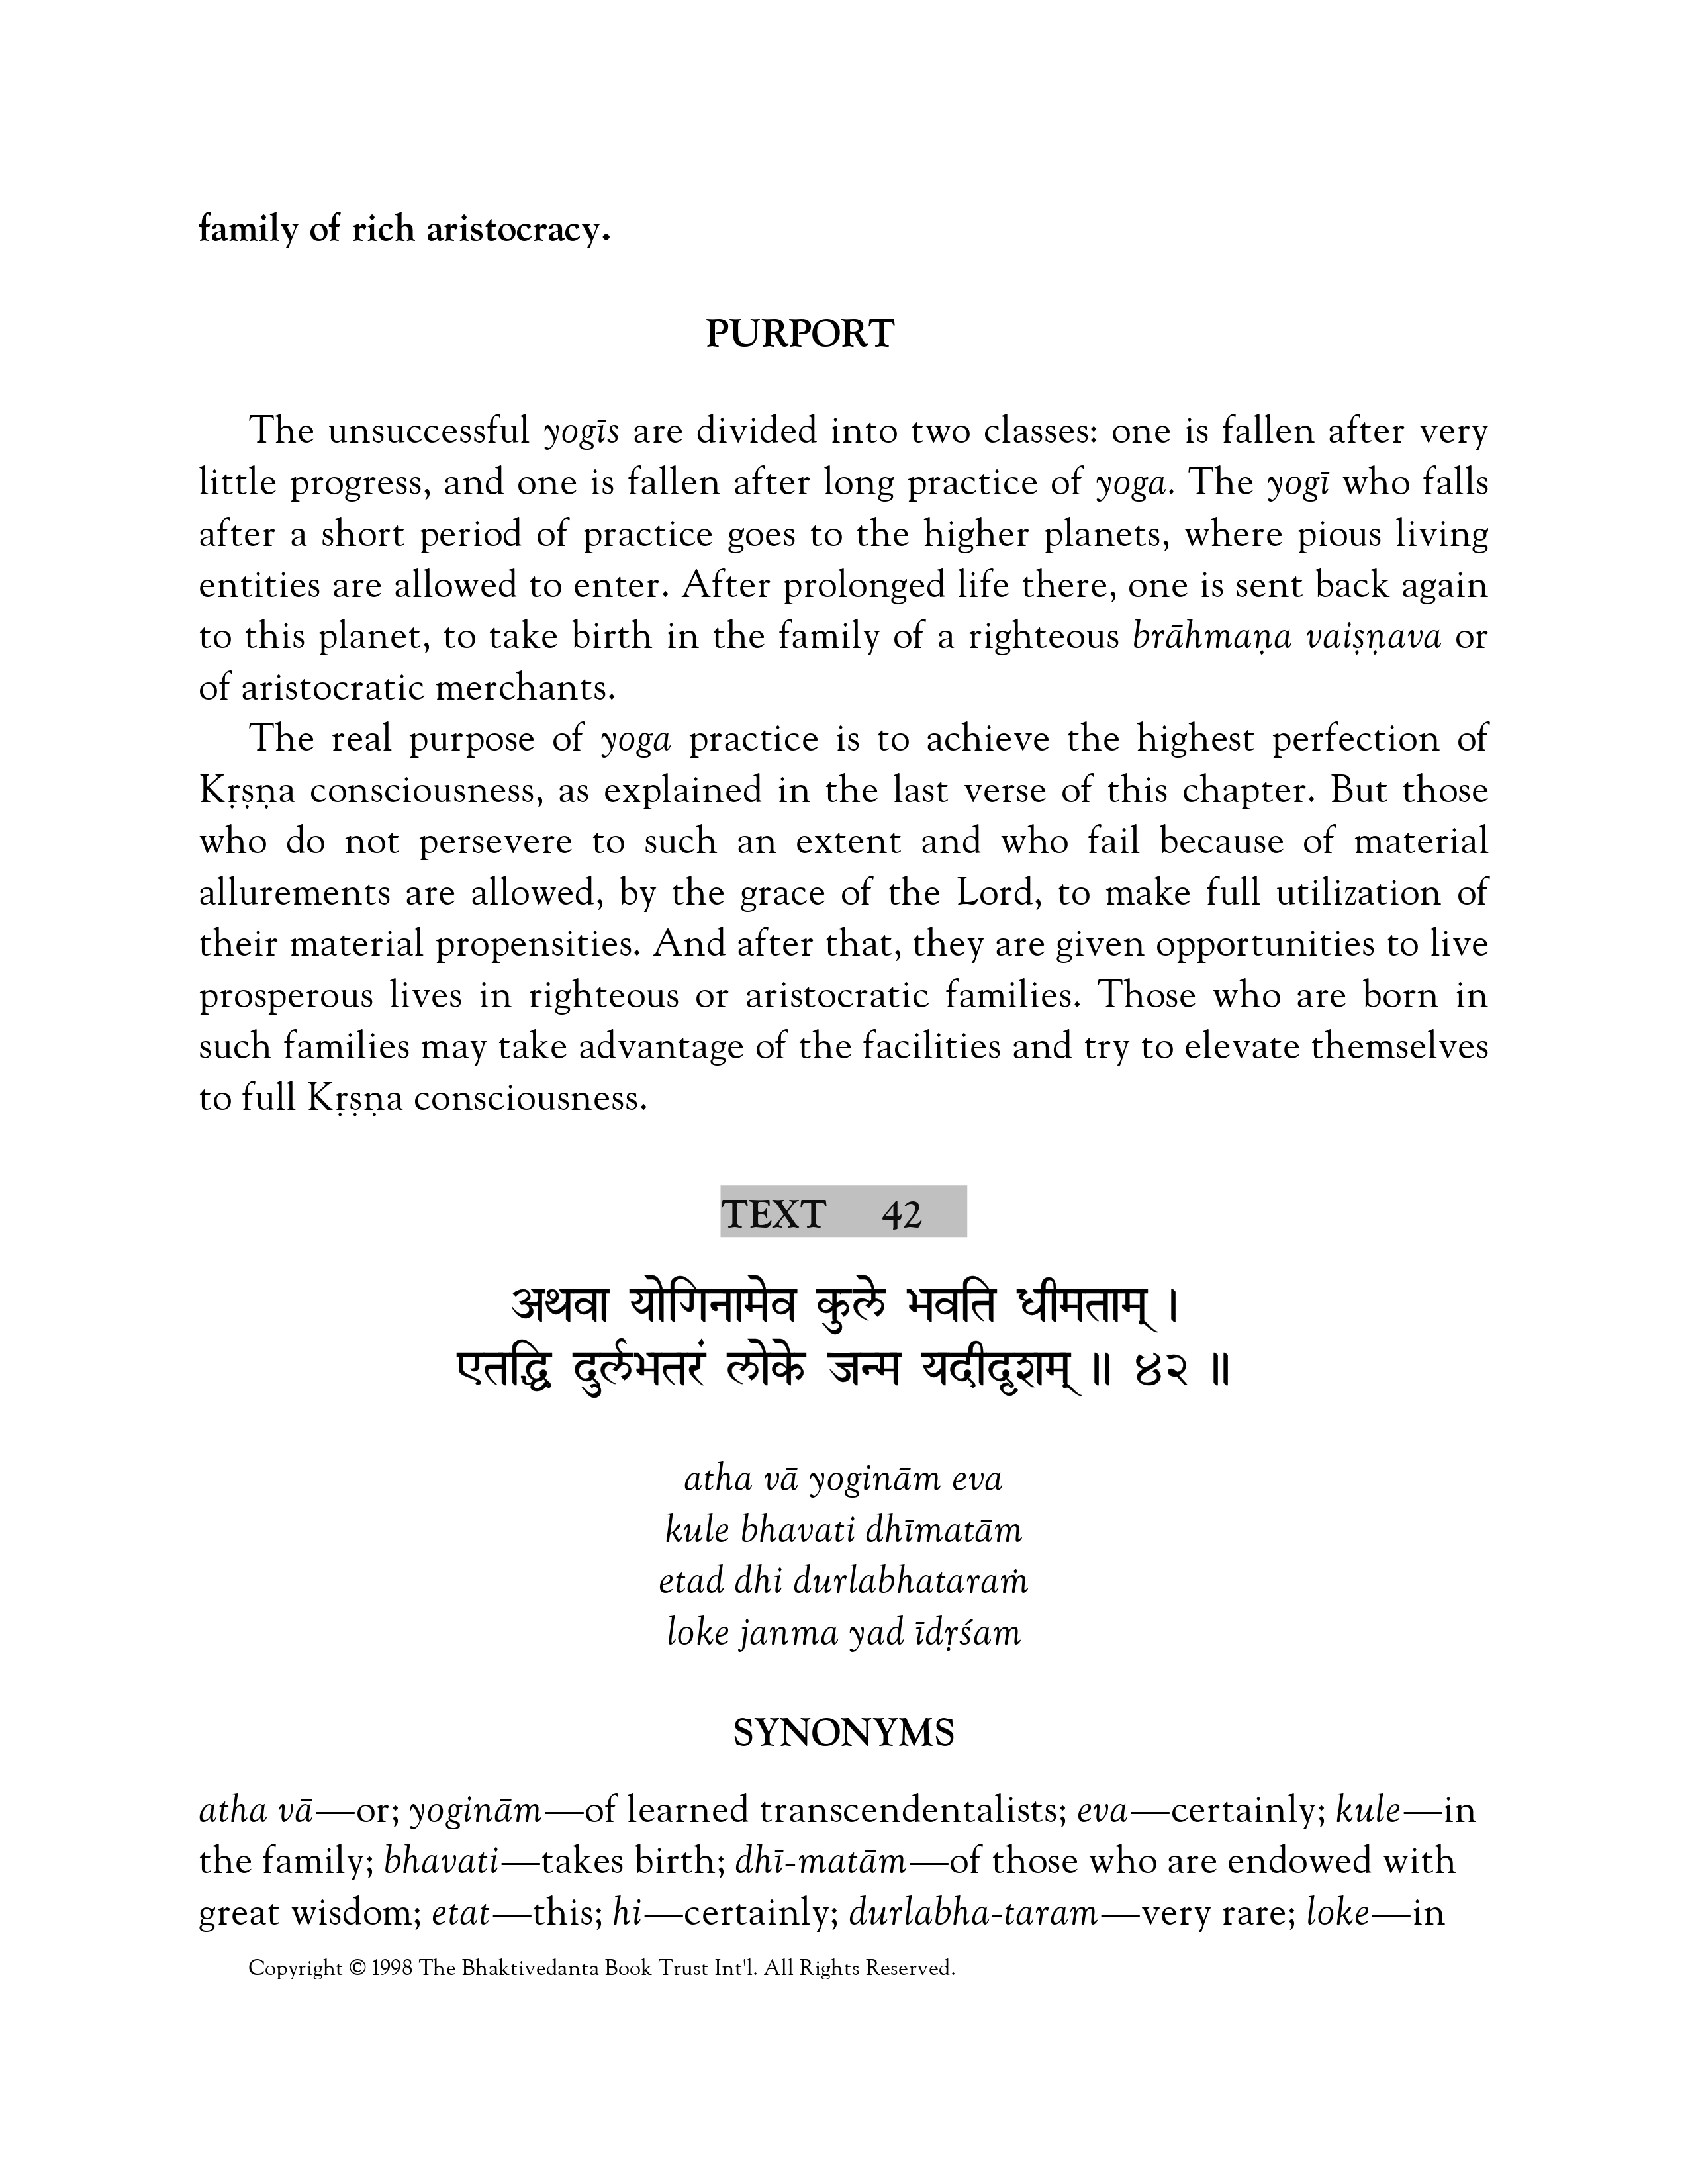 family of rich aristocracy.
PURPORT
The unsuccessful yogīs are divided into two classes: one is fallen after very
little progress, and one is fallen after long practice of yoga. The yogī who falls
after a short period of practice goes to the higher planets, where pious living
entities are allowed to enter. After prolonged life there, one is sent back again
to this planet, to take birth in the family of a righteous brāhmaṇa vaiṣṇava or
of aristocratic merchants.
The real purpose of yoga practice is to achieve the highest perfection of
Kṛṣṇa consciousness, as explained in the last verse of this chapter. But those
who do not persevere to such an extent and who fail because of material
allurements are allowed, by the grace of the Lord, to make full utilization of
their material propensities. And after that, they are given opportunities to live
prosperous lives in righteous or aristocratic families. Those who are born in
such families may take advantage of the facilities and try to elevate themselves
to full Kṛṣṇa consciousness.
TEXT 42
अथवा योगिनामेव कुले भवति धीमताम् ।
एतद्धि दुर्लभतरं लोके जन्म यदीदृशम् ॥ ४२ ॥
atha vā yoginām eva
kule bhavati dhīmatām
etad dhi durlabhataraṁ
loke janma yad īdṛśam
SYNONYMS
atha vā—or; yoginām—of learned transcendentalists; eva—certainly; kule—in
the family; bhavati—takes birth; dhī-matām—of those who are endowed with
great wisdom; etat—this; hi—certainly; durlabha-taram—very rare; loke—in
Copyright © 1998 The Bhaktivedanta Book Trust Int'l. All Rights Reserved.